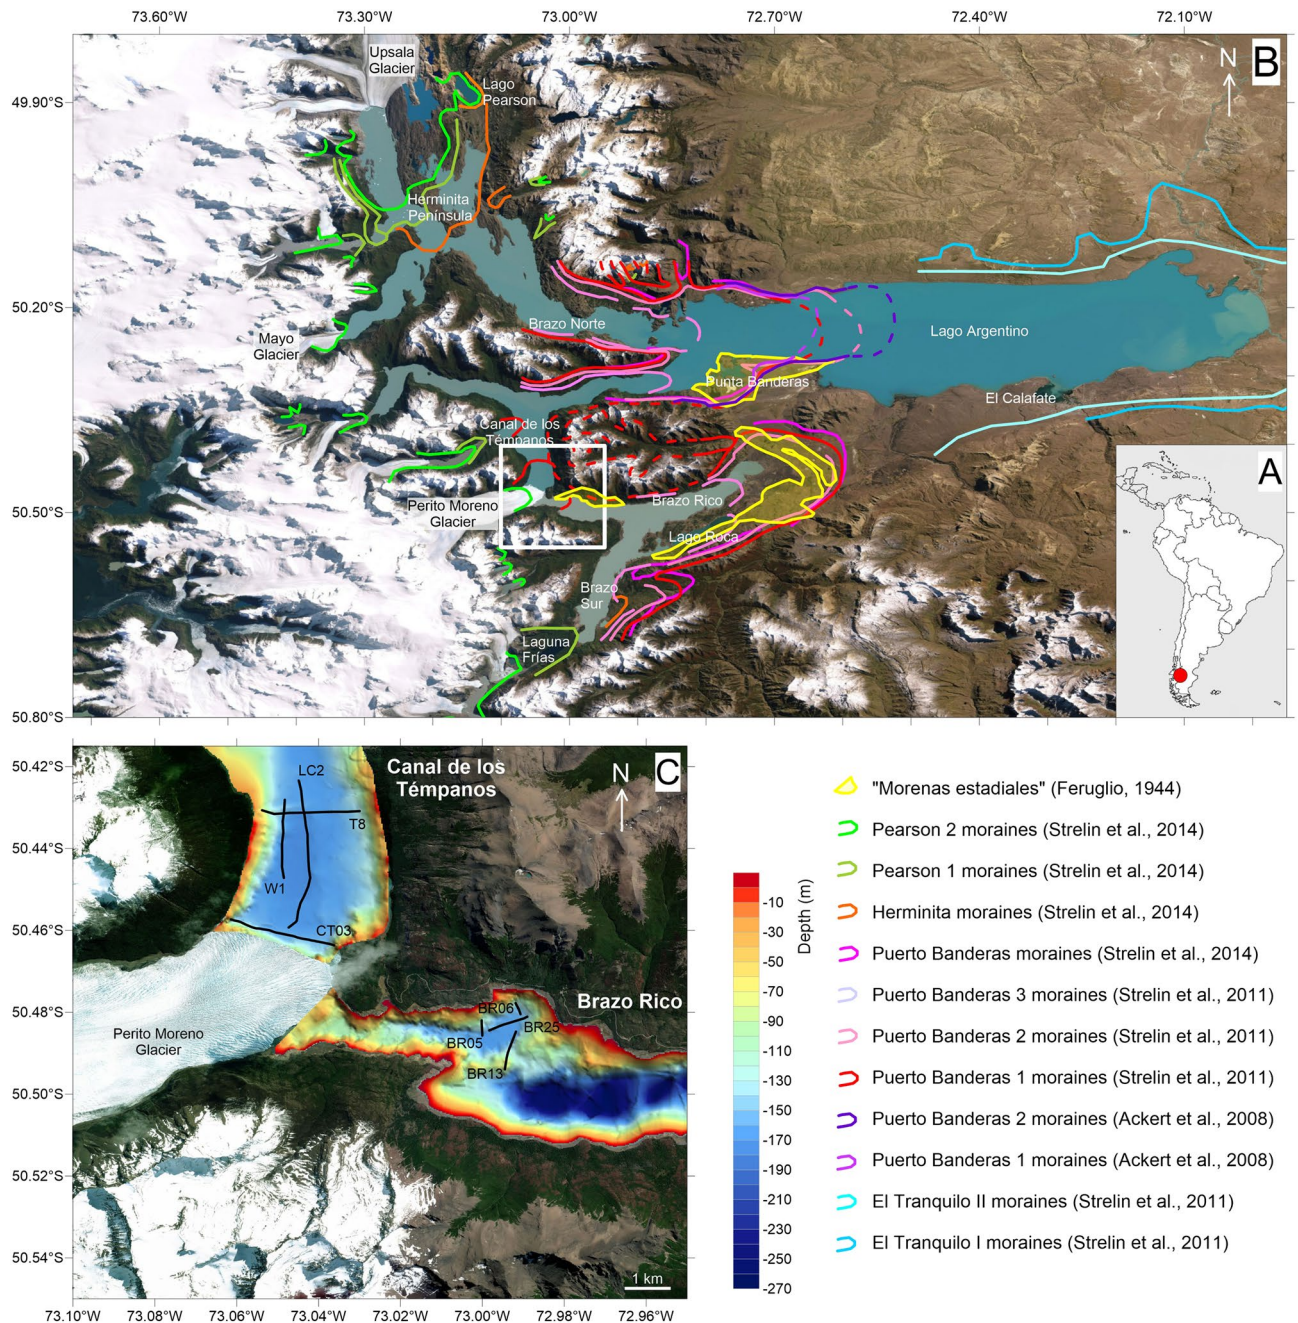 73.60°W 73.30°W 73.00°W 72.70°W 72.40°W 72.10°W
49.90°S
50.20°S
50.50°S
50.80°S
B
N
Upsala
Glacier
Lago
Pearson
Herminita
Península
Mayo
Glacier
Brazo Norte
Lago Argentino
Punta Banderas
El Calafate
Canal de los
Témpanos
Perito Moreno
Glacier
Brazo Rico
Lago Roca
Brazo
Sur
Laguna
Frías
A
50.42°S
50.44°S
50.46°S
50.48°S
50.50°S
50.52°S
50.54°S
73.10°W 73.08°W 73.06°W 73.04°W 73.02°W 73.00°W 72.98°W 72.96°W
C
N
Canal de los
Témpanos
LC2
T8
W1
CT03
Brazo Rico
BR06
BR25
BR05
BR13
Perito Moreno
Glacier
1 km
Depth (m)
-10
-30
-50
-70
-90
-110
-130
-150
-170
-190
-210
-230
-250
-270
"Morenas estadiales" (Feruglio, 1944)
Pearson 2 moraines (Strelin et al., 2014)
Pearson 1 moraines (Strelin et al., 2014)
Herminita moraines (Strelin et al., 2014)
Puerto Banderas moraines (Strelin et al., 2014)
Puerto Banderas 3 moraines (Strelin et al., 2011)
Puerto Banderas 2 moraines (Strelin et al., 2011)
Puerto Banderas 1 moraines (Strelin et al., 2011)
Puerto Banderas 2 moraines (Ackert et al., 2008)
Puerto Banderas 1 moraines (Ackert et al., 2008)
El Tranquilo II moraines (Strelin et al., 2011)
El Tranquilo I moraines (Strelin et al., 2011)